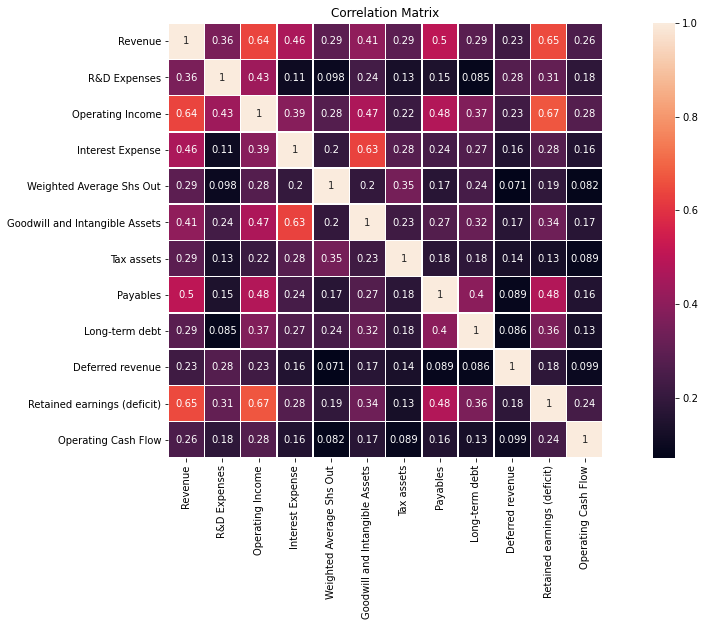 Correlation Matrix
Revenue 1 0.36 0.64 0.46 0.29 0.41 0.29 0.5 0.29 0.23 0.65 0.26
R&D Expenses 0.36 1 0.43 0.11 0.098 0.24 0.13 0.15 0.085 0.28 0.31 0.18
Operating Income 0.64 0.43 1 0.39 0.28 0.47 0.22 0.48 0.37 0.23 0.67 0.28
Interest Expense 0.46 0.11 0.39 1 0.2 0.63 0.28 0.24 0.27 0.16 0.28 0.16
Weighted Average Shs Out 0.29 0.098 0.28 0.2 1 0.2 0.35 0.17 0.24 0.071 0.19 0.082
Goodwill and Intangible Assets 0.41 0.24 0.47 0.63 0.2 1 0.23 0.27 0.32 0.17 0.34 0.17
Tax assets 0.29 0.13 0.22 0.28 0.35 0.23 1 0.18 0.18 0.14 0.13 0.089
Payables 0.5 0.15 0.48 0.24 0.17 0.27 0.18 1 0.4 0.089 0.48 0.16
Long-term debt 0.29 0.085 0.37 0.27 0.24 0.32 0.18 0.4 1 0.086 0.36 0.13
Deferred revenue 0.23 0.28 0.23 0.16 0.071 0.17 0.14 0.089 0.086 1 0.18 0.099
Retained earnings (deficit) 0.65 0.31 0.67 0.28 0.19 0.34 0.13 0.48 0.36 0.18 1 0.24
Operating Cash Flow 0.26 0.18 0.28 0.16 0.082 0.17 0.089 0.16 0.13 0.099 0.24 1
Revenue
R&D Expenses
Operating Income
Interest Expense
Weighted Average Shs Out
Goodwill and Intangible Assets
Tax assets
Payables
Long-term debt
Deferred revenue
Retained earnings (deficit)
Operating Cash Flow
1.0
0.8
0.6
0.4
0.2